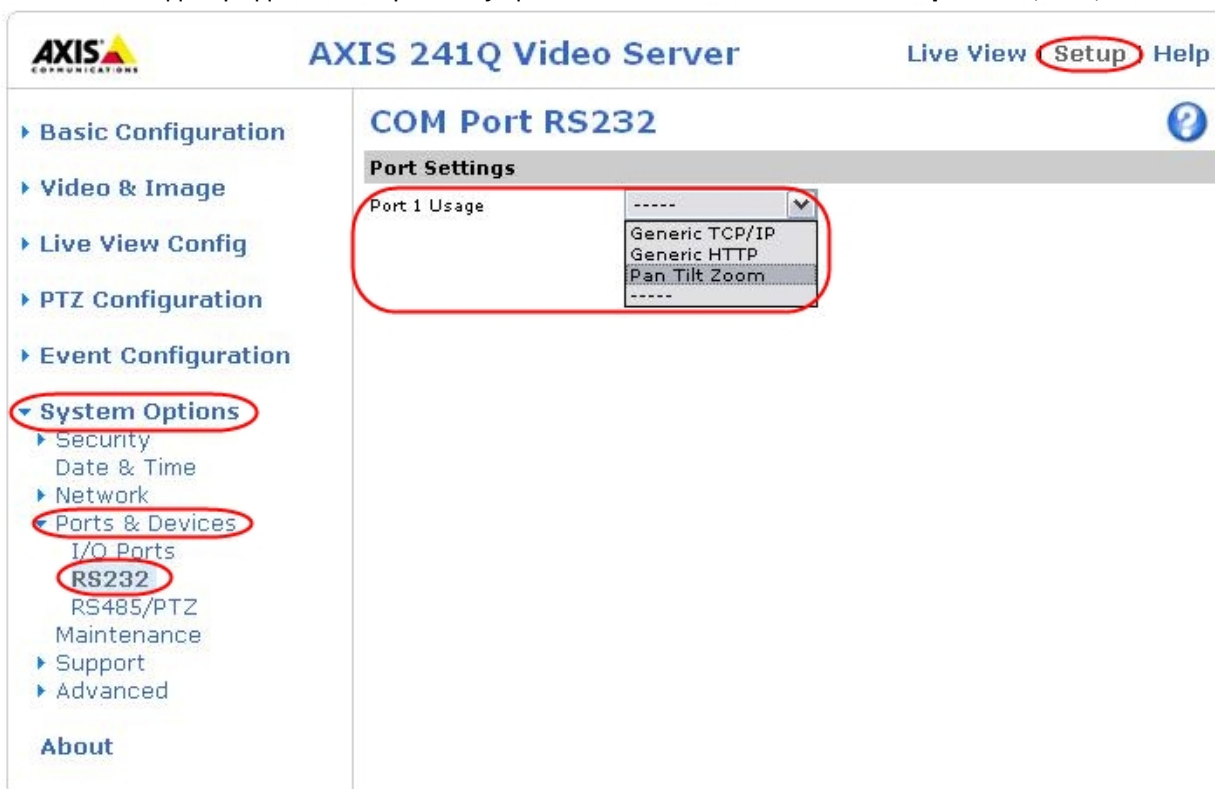 AXIS
COMMUNICATIONS
AXIS 241Q Video Server
Live View | Setup | Help
Basic Configuration
Video & Image
Live View Config
PTZ Configuration
Event Configuration
System Options
Security
Date & Time
Network
Ports & Devices
I/O Ports
RS232
RS485/PTZ
Maintenance
Support
Advanced
About
COM Port RS232
?
Port Settings
Port 1 Usage
-----
Generic TCP/IP
Generic HTTP
Pan Tilt Zoom
-----